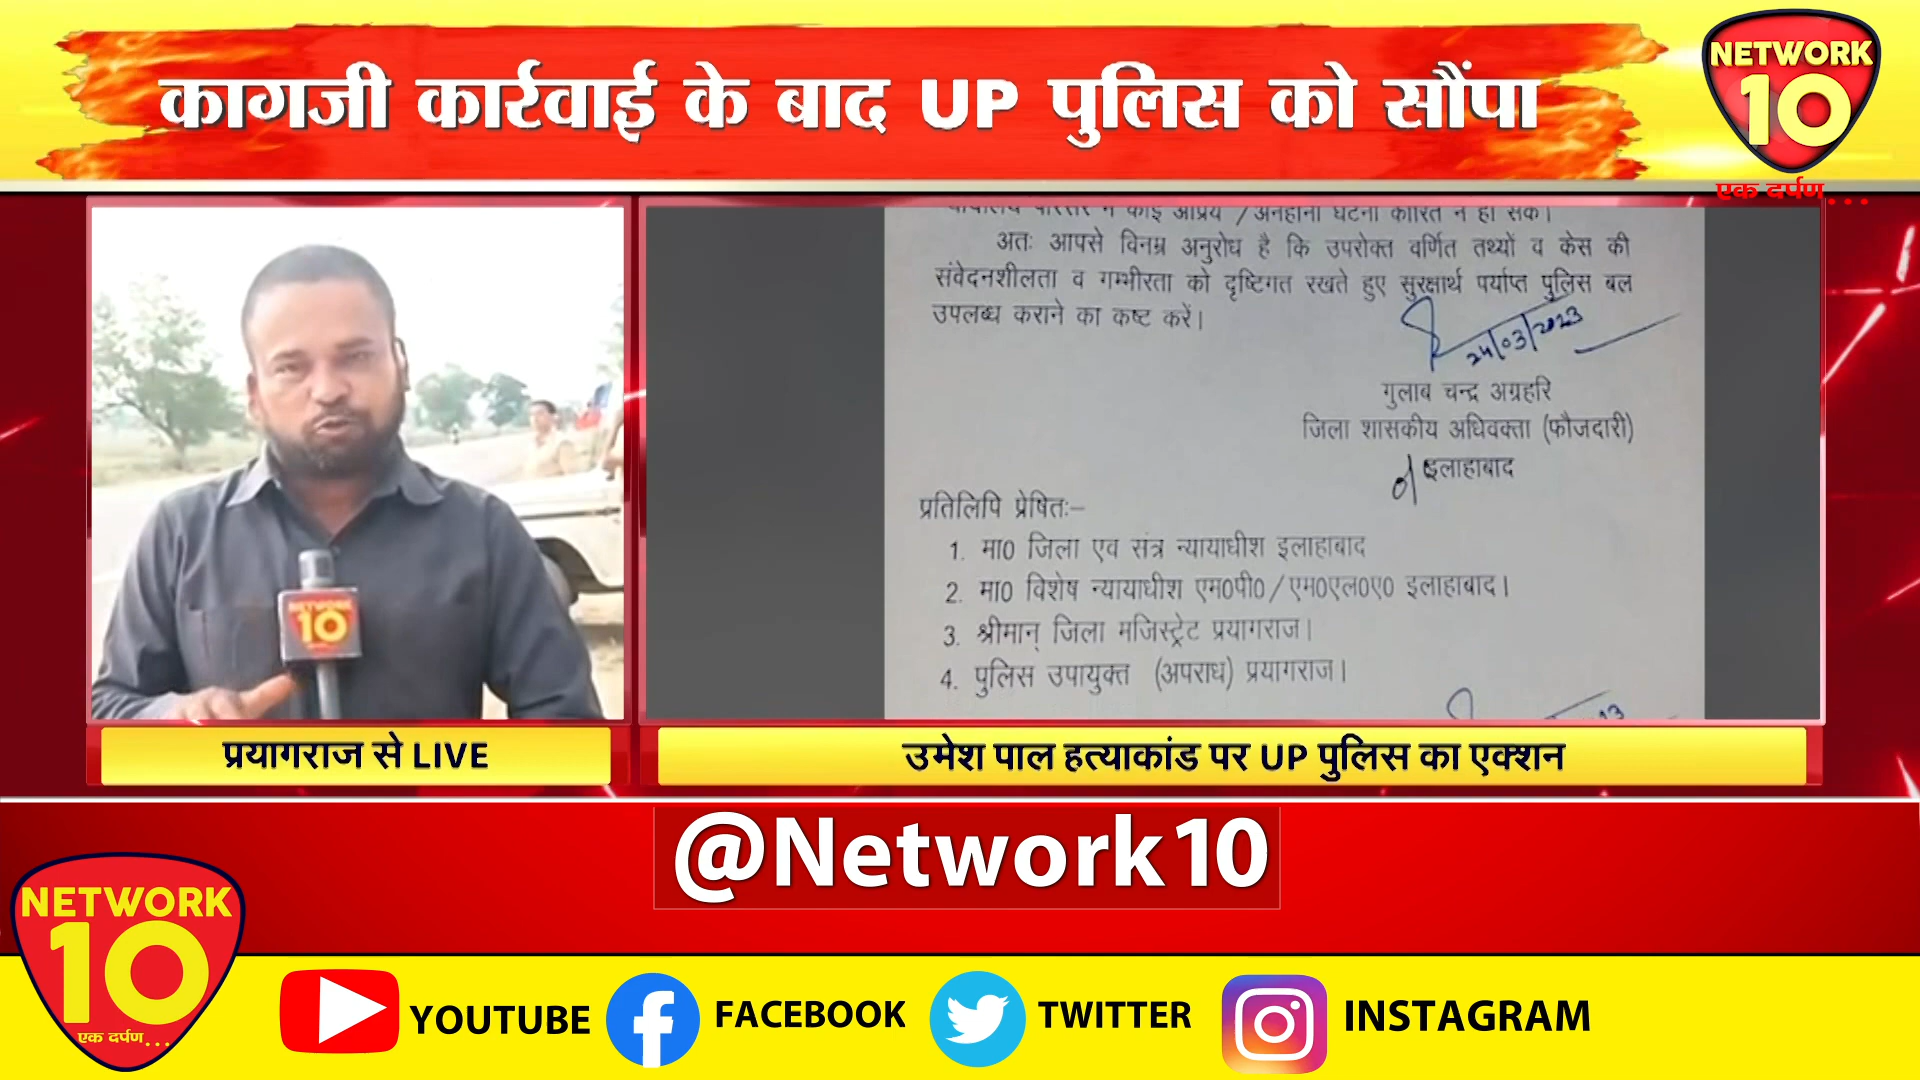 कागजी कार्रवाई के बाद UP पुलिस को सौंपा
NETWORK
10
एक दर्पण...
अतः आपसे विनम्र अनुरोध है कि उपरोक्त वर्णित तथ्यों व केस की
संवेदनशीलता व गम्भीरता को दृष्टिगत रखते हुए सुरक्षार्थ पर्याप्त पुलिस बल
उपलब्ध कराने का कष्ट करें।
24/03/2023
गुलाब चन्द्र अग्रहरि
जिला शासकीय अधिवक्ता (फौजदारी)
इलाहाबाद
प्रतिलिपि प्रेषितः-
1. मा0 जिला एव सत्र न्यायाधीश इलाहाबाद
2. मा0 विशेष न्यायाधीश एम0पी0/एम0एल0ए0 इलाहाबाद।
3. श्रीमान् जिला मजिस्ट्रेट प्रयागराज।
4. पुलिस उपायुक्त (अपराध) प्रयागराज।
NETWORK
10
प्रयागराज से LIVE
उमेश पाल हत्याकांड पर UP पुलिस का एक्शन
@Network10
NETWORK
10
एक दर्पण...
YOUTUBE
FACEBOOK
TWITTER
INSTAGRAM